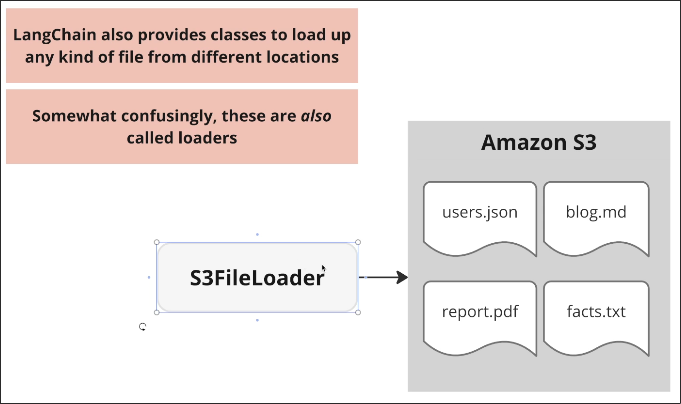 LangChain also provides classes to load up
any kind of file from different locations
Somewhat confusingly, these are also
called loaders
Amazon S3
users.json
blog.md
S3FileLoader
report.pdf
facts.txt